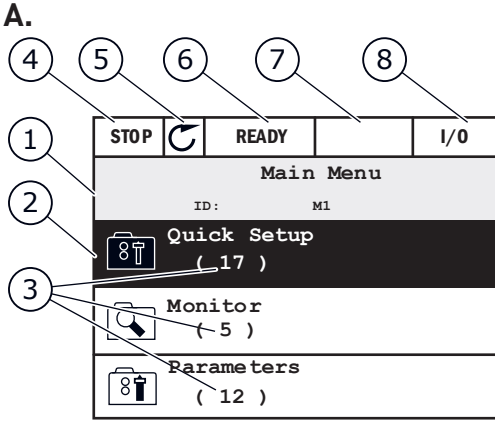 A.
4 5 6 7 8
STOP READY I/O
1
Main Menu
ID: M1
2
Quick Setup
( 17 )
3
Monitor
( 5 )
Parameters
( 12 )